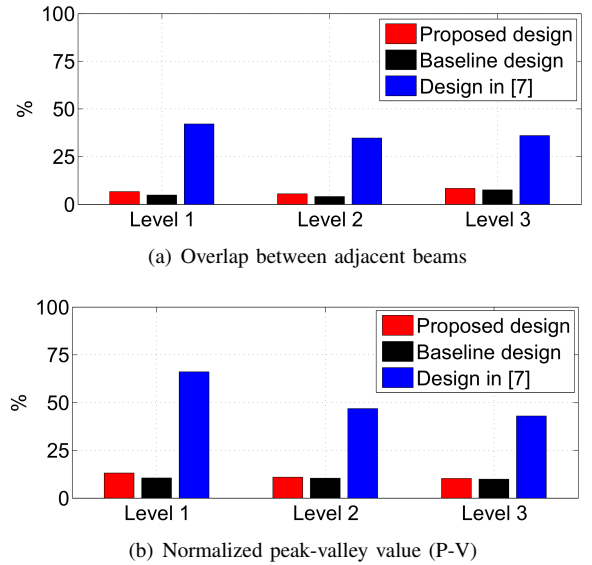 100
75
50
25
0
%
Proposed design
Baseline design
Design in [7]
Level 1 Level 2 Level 3
(a) Overlap between adjacent beams
100
75
50
25
0
%
Proposed design
Baseline design
Design in [7]
Level 1 Level 2 Level 3
(b) Normalized peak-valley value (P-V)